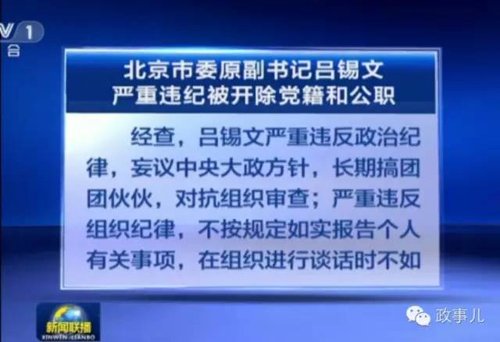 V 1
台
北京市委原副书记吕锡文
严重违纪被开除党籍和公职
经查，吕锡文严重违反政治纪
律，妄议中央大政方针，长期搞团
团伙伙，对抗组织审查；严重违反
组织纪律，不按规定如实报告个人
有关事项，在组织进行谈话时不如
新闻联播
XINWEN LIANBO
政事儿